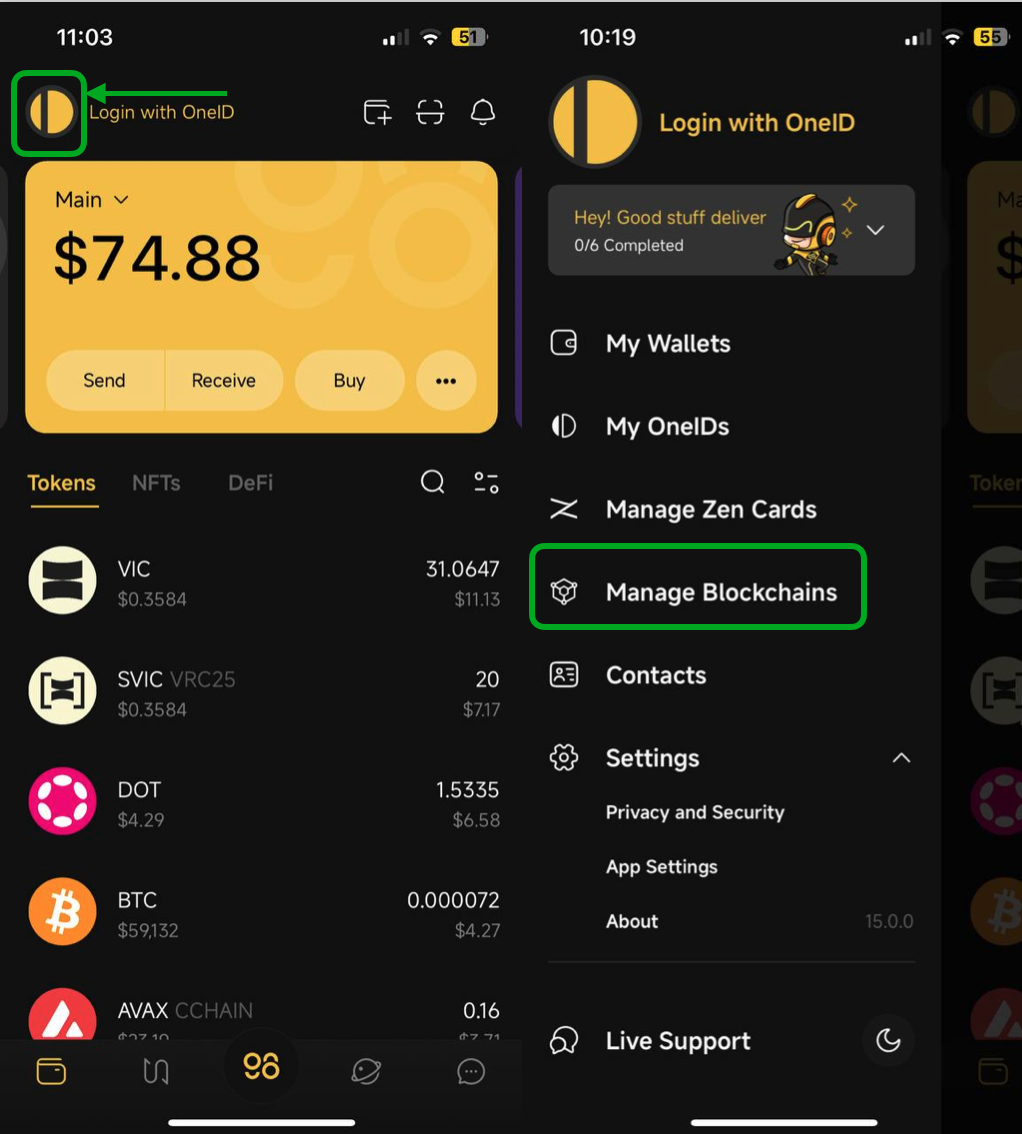 11:03
51
Login with OneID
Main
$74.88
Send
Receive
Buy
Tokens
NFTs
DeFi
VIC
31.0647
$0.3584
$11.13
SVIC VRC25
20
$0.3584
$7.17
DOT
1.5335
$4.29
$6.58
BTC
0.000072
$59,132
$4.27
AVAX CCHAIN
0.16
10:19
55
Login with OneID
Hey! Good stuff deliver
0/6 Completed
My Wallets
My OneIDs
Manage Zen Cards
Manage Blockchains
Contacts
Settings
Privacy and Security
App Settings
About
15.0.0
Live Support